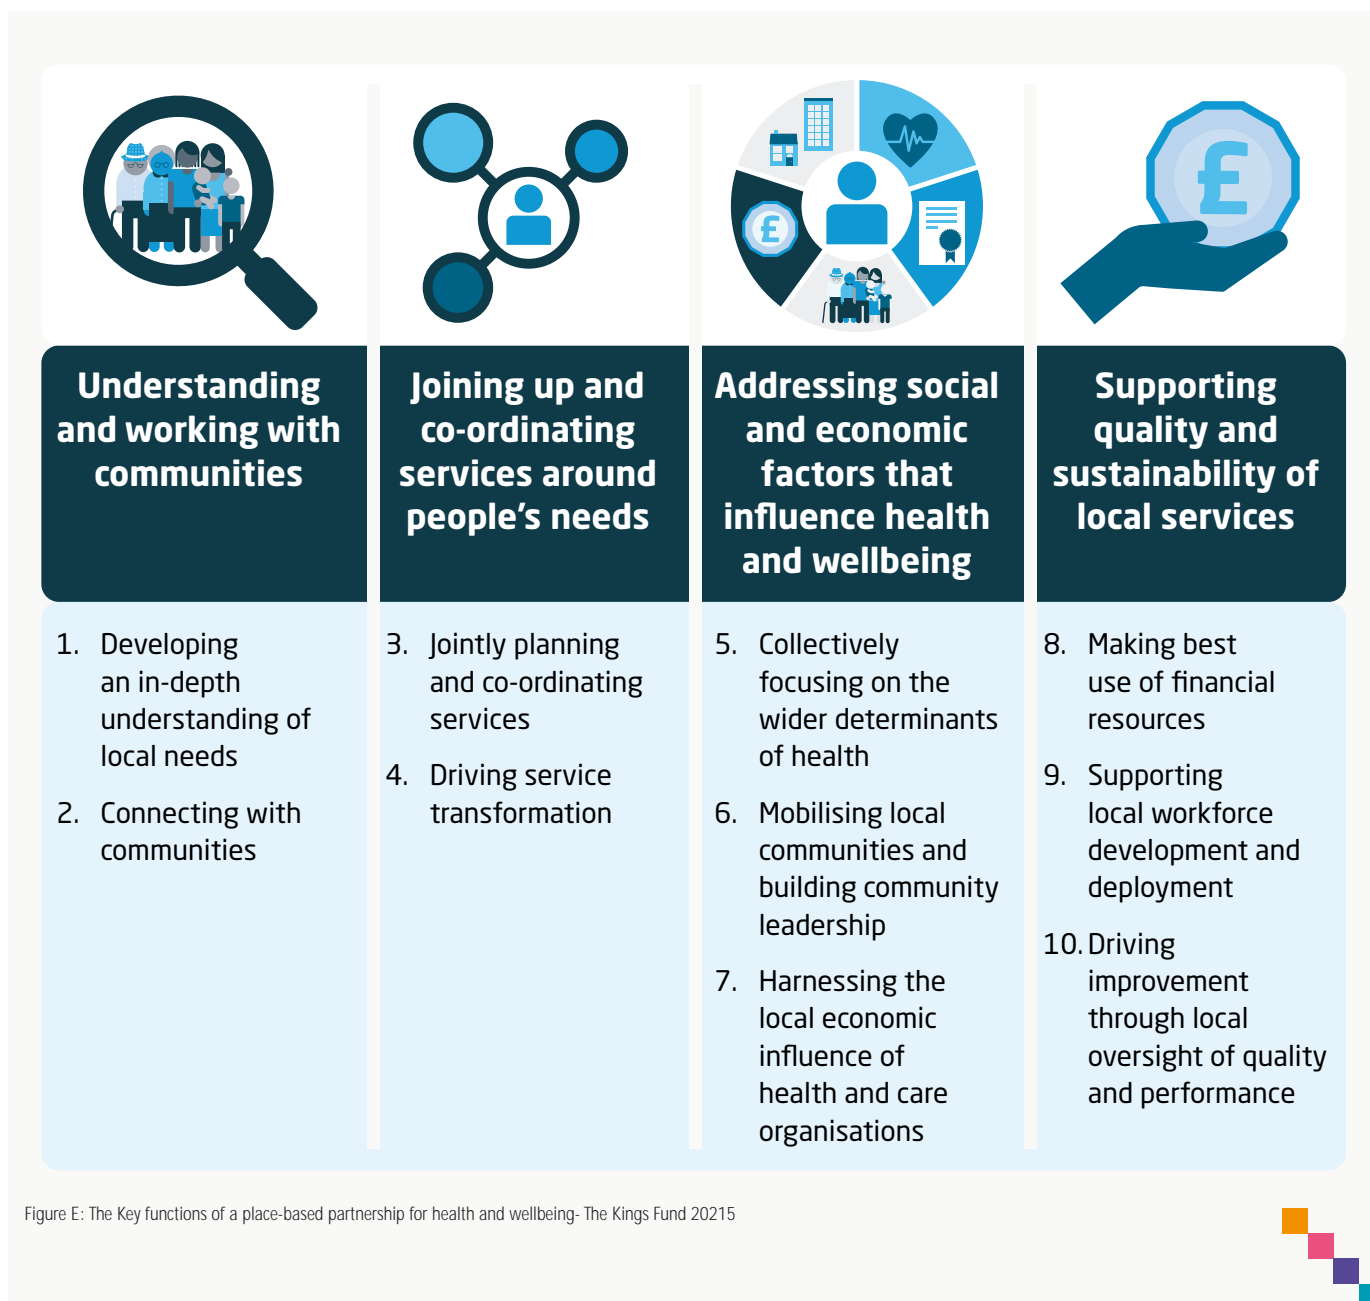 Understanding
and working with
communities
Joining up and
co-ordinating
services around
people's needs
Addressing social
and economic
factors that
influence health
and wellbeing
Supporting
quality and
sustainability of
local services
1. Developing
an in-depth
understanding of
local needs
2. Connecting with
communities
3. Jointly planning
and co-ordinating
services
4. Driving service
transformation
5. Collectively
focusing on the
wider determinants
of health
6. Mobilising local
communities and
building community
leadership
7. Harnessing the
local economic
influence of
health and care
organisations
8. Making best
use of financial
resources
9. Supporting
local workforce
development and
deployment
10. Driving
improvement
through local
oversight of quality
and performance
Figure E: The Key functions of a place-based partnership for health and wellbeing- The Kings Fund 20215